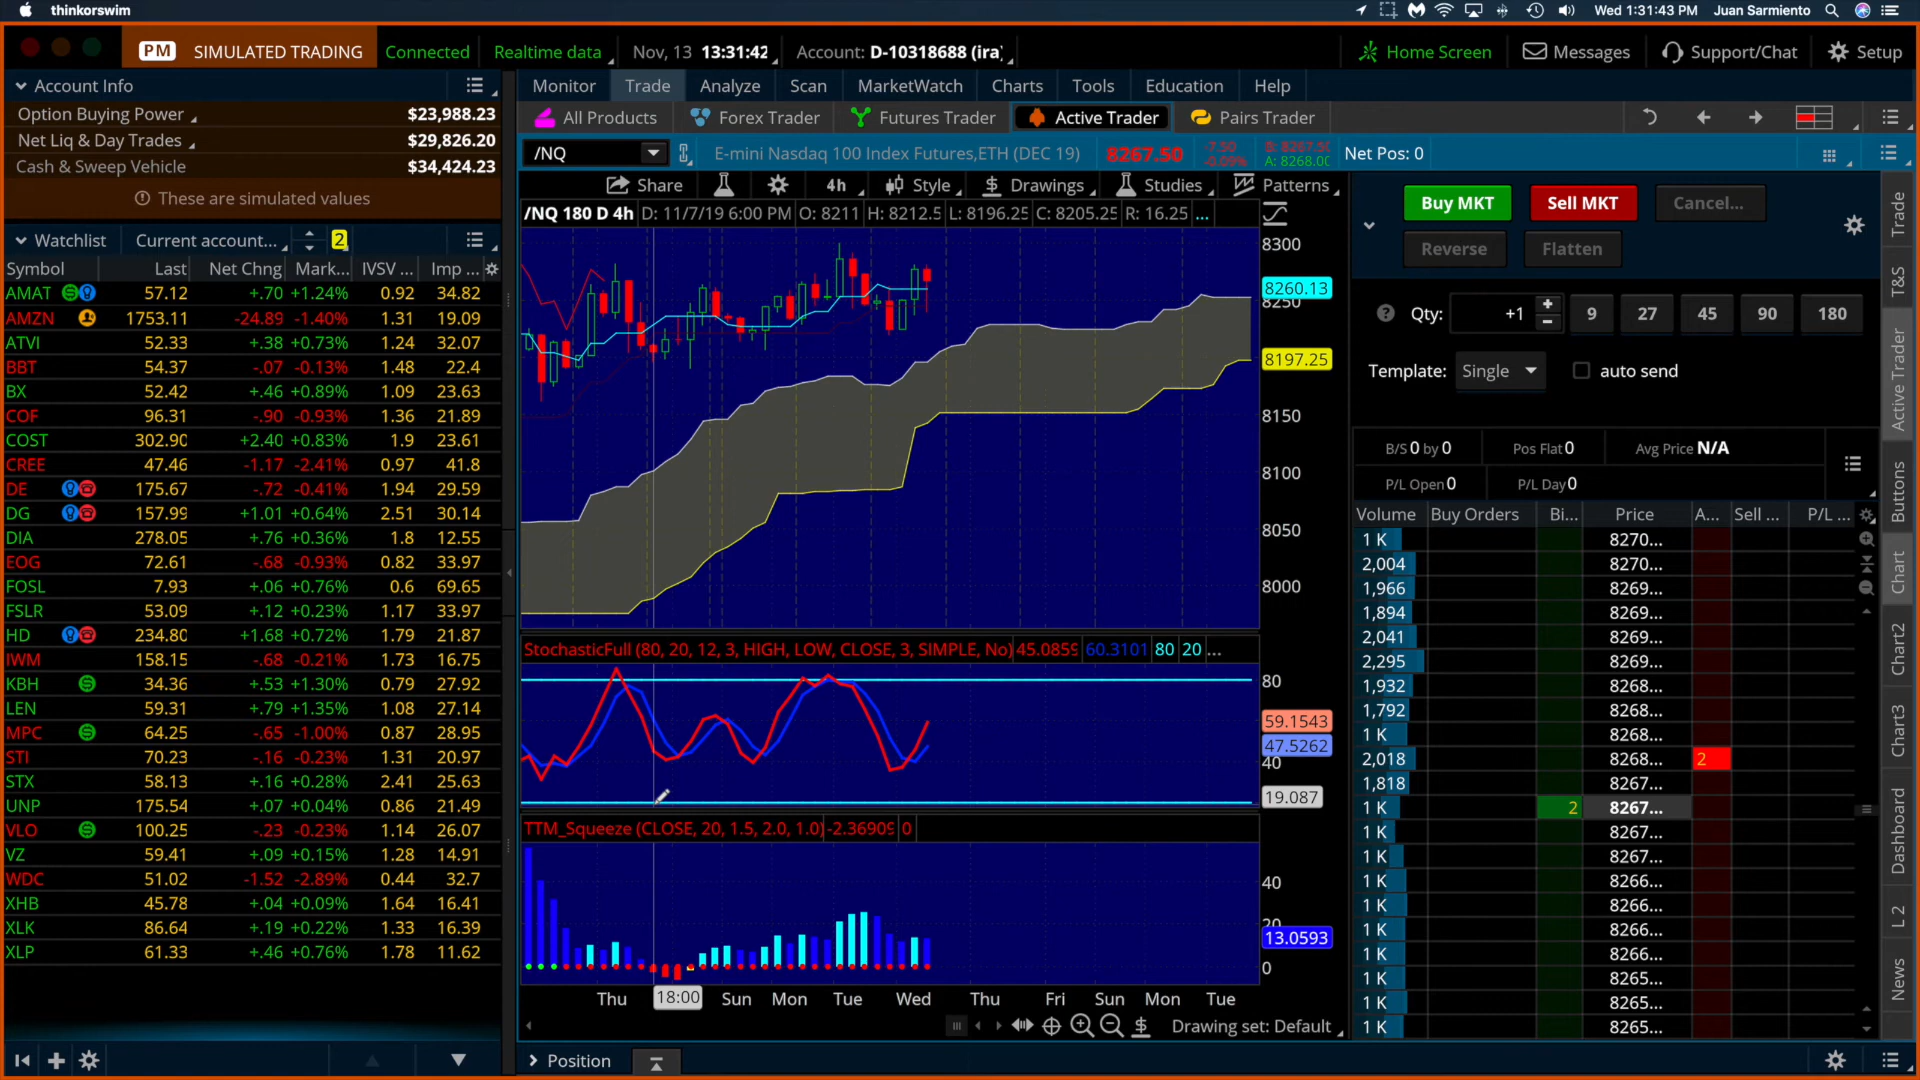 thinkorswim Wed 1:31:43 PM Juan Sarmiento
PM SIMULATED TRADING Connected Realtime data Nov, 13 13:31:42 Account: D-10318688 (ira) Home Screen Messages Support/Chat Setup
Account Info
Option Buying Power $23,988.23
Net Liq & Day Trades $29,826.20
Cash & Sweep Vehicle $34,424.23
These are simulated values
Watchlist Current account... 2
Symbol Last Net Chng Mark... IVSV ... Imp ...
AMAT 57.12 +.70 +1.24% 0.92 34.82
AMZN 1753.11 -24.89 -1.40% 1.31 19.09
ATVI 52.33 +.38 +0.73% 1.24 32.07
BBT 54.37 -.07 -0.13% 1.48 22.4
BX 52.42 +.46 +0.89% 1.09 23.63
COF 96.31 -.90 -0.93% 1.36 21.89
COST 302.90 +2.40 +0.83% 1.9 23.61
CREE 47.46 -1.17 -2.41% 0.97 41.8
DE 175.67 -.72 -0.41% 1.94 29.59
DG 157.99 +1.01 +0.64% 2.51 30.14
DIA 278.05 +.76 +0.36% 1.8 12.55
EOG 72.61 -.68 -0.93% 0.82 33.97
FOSL 7.93 +.06 +0.76% 0.6 69.65
FSLR 53.09 +.12 +0.23% 1.17 33.97
HD 234.80 +1.68 +0.72% 1.79 21.87
IWM 158.15 -.68 -0.21% 1.73 16.75
KBH 34.36 +.53 +1.30% 0.79 27.92
LEN 59.31 +.79 +1.35% 1.08 27.14
MPC 64.25 -.65 -1.00% 0.87 28.95
STI 70.23 -.16 -0.23% 1.31 20.97
STX 58.13 +.16 +0.28% 2.41 25.63
UNP 175.54 +.07 +0.04% 0.86 21.49
VLO 100.25 -.23 -0.23% 1.14 26.07
VZ 59.41 +.09 +0.15% 1.28 14.91
WDC 51.02 -1.52 -2.89% 0.44 32.7
XHB 45.78 +.04 +0.09% 1.64 16.41
XLK 86.64 +.19 +0.22% 1.33 16.39
XLP 61.33 +.46 +0.76% 1.78 11.62
Monitor Trade Analyze Scan MarketWatch Charts Tools Education Help
All Products Forex Trader Futures Trader Active Trader Pairs Trader
/NQ E-mini Nasdaq 100 Index Futures,ETH (DEC 19) 8267.50 -7.50 -0.09% B: 8267.50 A: 8268.00 Net Pos: 0
Share 4h Style Drawings Studies Patterns
/NQ 180 D 4h D: 11/7/19 6:00 PM O: 8211 H: 8212.5 L: 8196.25 C: 8205.25 R: 16.25 ...
8300
8260.13
8250
8197.25
8150
8100
8050
8000
StochasticFull (80, 20, 12, 3, HIGH, LOW, CLOSE, 3, SIMPLE, No) 45.0859 60.3101 80 20 ...
80
59.1543
47.5262
40
19.087
TTM_Squeeze (CLOSE, 20, 1.5, 2.0, 1.0) -2.36909 0
40
20
13.0593
0
Thu 18:00 Sun Mon Tue Wed Thu Fri Sun Mon Tue
Drawing set: Default
Position
Buy MKT Sell MKT Cancel...
Reverse Flatten
Qty: +1 9 27 45 90 180
Template: Single auto send
B/S 0 by 0 Pos Flat 0 Avg Price N/A
P/L Open 0 P/L Day 0
Volume Buy Orders Bi... Price A... Sell ... P/L ...
1 K 8270...
2,004 8270...
1,966 8269...
1,894 8269...
2,041 8269...
2,295 8269...
1,932 8268...
1,792 8268...
1 K 8268...
2,018 8268... 2
1,818 8267...
1 K 2 8267...
1 K 8267...
1 K 8267...
1 K 8266...
1 K 8266...
1 K 8266...
1 K 8266...
1 K 8265...
1 K 8265...
1 K 8265...
Trade
T&S
Active Trader
Buttons
Chart
Chart2
Chart3
Dashboard
L 2
News